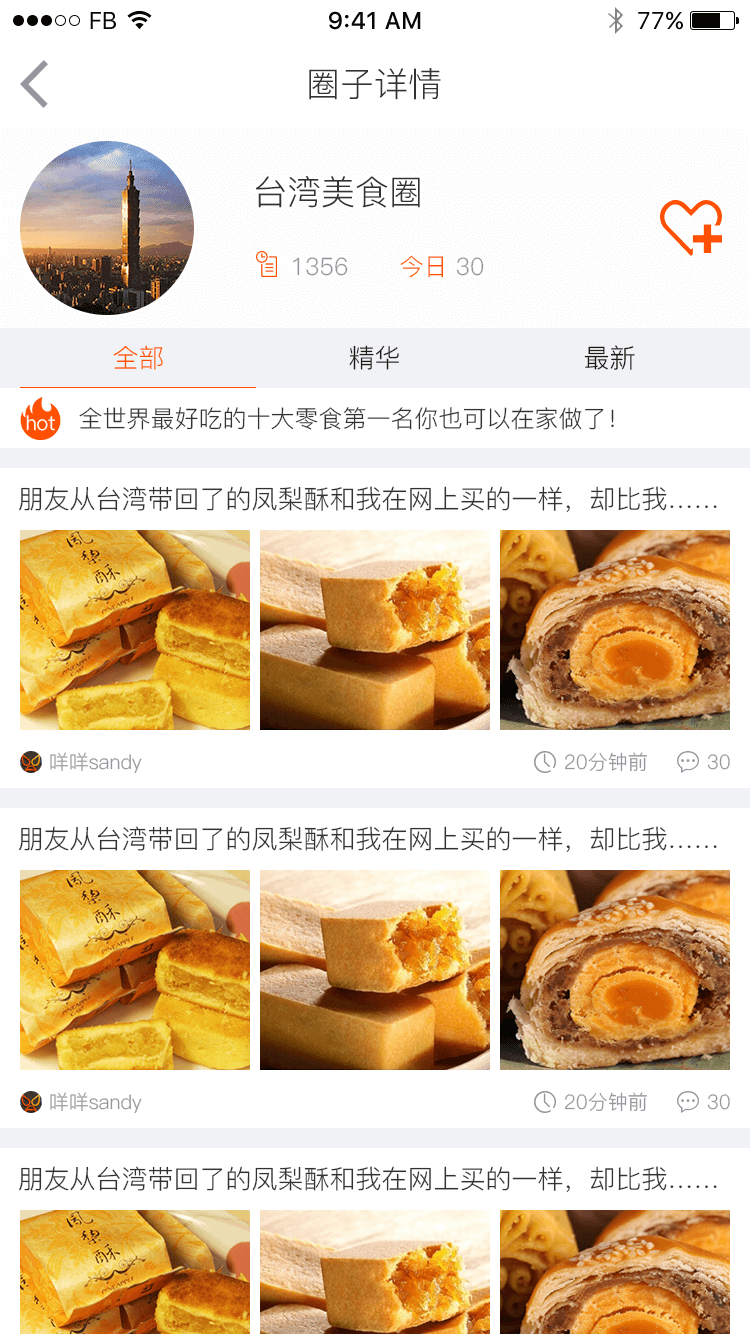 FB
9:41 AM
77%
圈子详情
台湾美食圈
1356
今日 30
全部
精华
最新
hot
全世界最好吃的十大零食第一名你也可以在家做了！
朋友从台湾带回了的凤梨酥和我在网上买的一样，却比我……
鳳梨酥
PINEAPPLE
咩咩sandy
20分钟前
30
朋友从台湾带回了的凤梨酥和我在网上买的一样，却比我……
鳳梨酥
PINEAPPLE
咩咩sandy
20分钟前
30
朋友从台湾带回了的凤梨酥和我在网上买的一样，却比我……
鳳梨酥
PINEAPPLE